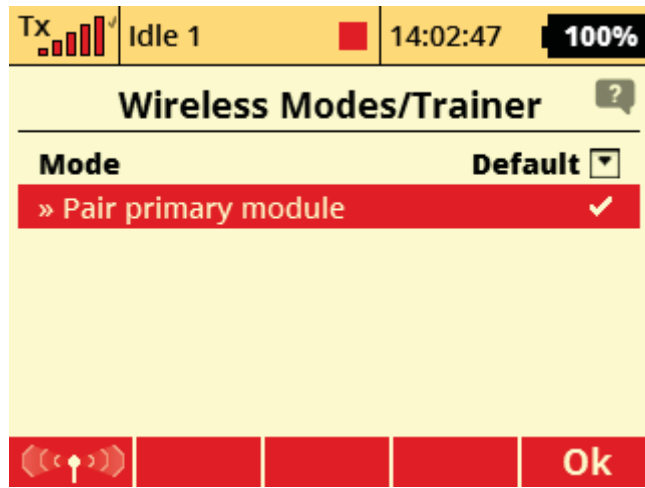 Tx Idle 1 14:02:47 100%
Wireless Modes/Trainer ?
Mode Default
» Pair primary module
Ok